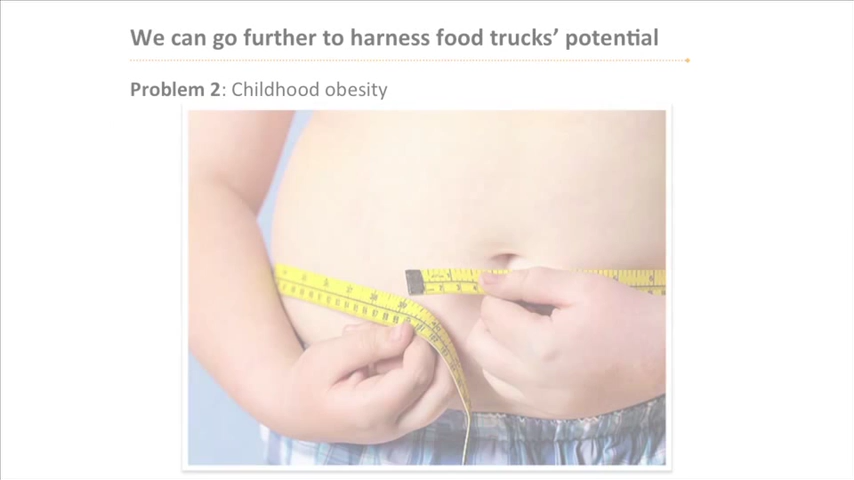 We can go further to harness food trucks’ potential
Problem 2: Childhood obesity